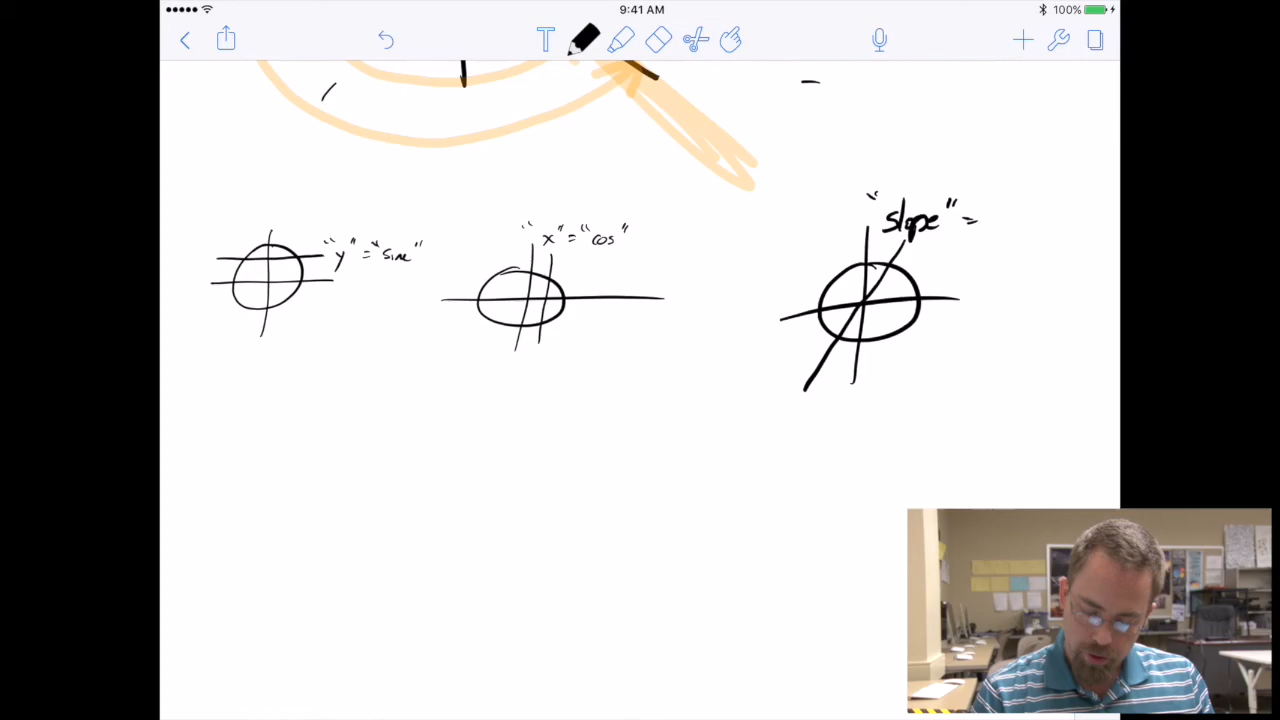 9:41 AM
100%
T
"y" = "sine"
"x" = "cos"
"slope" =